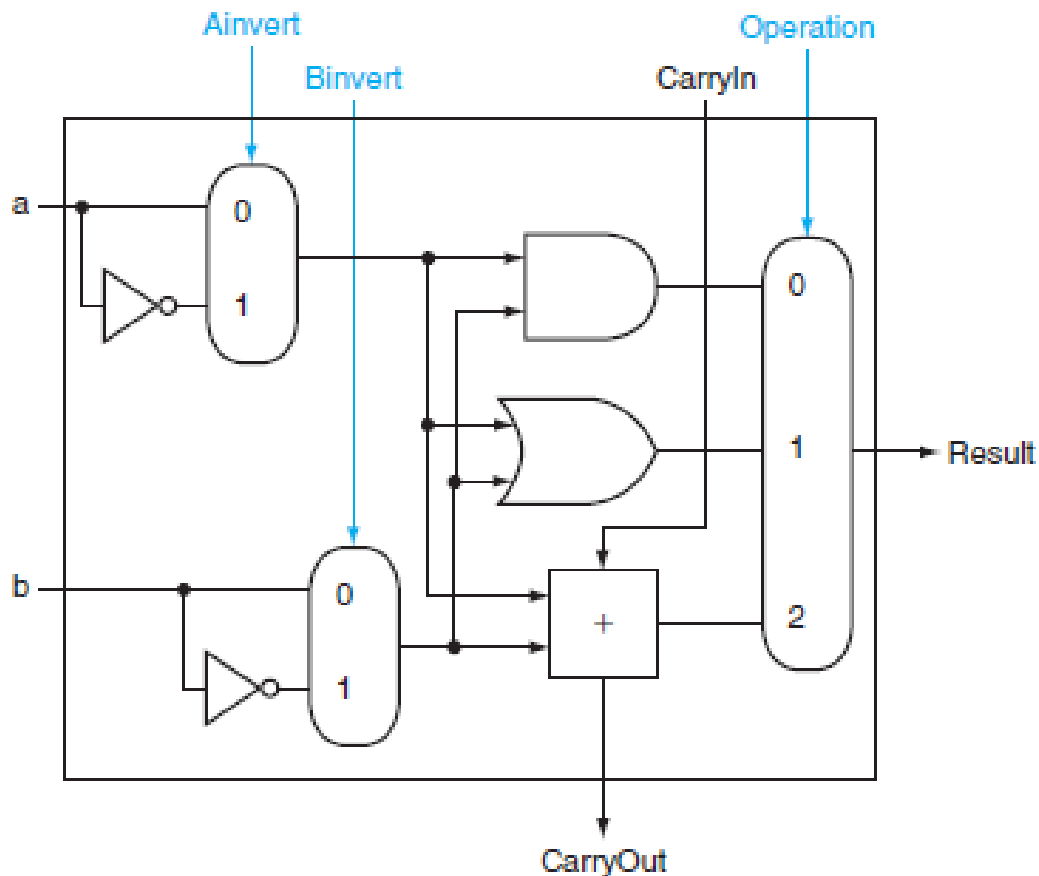 Ainvert
Operation
Binvert
CarryIn
a
0
1
0
1
Result
b
0
1
+
2
CarryOut